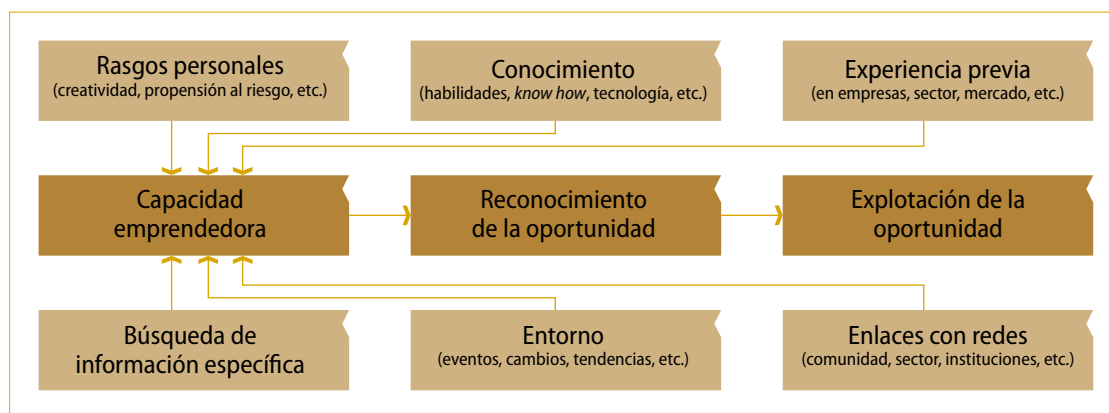 Rasgos personales
(creatividad, propensión al riesgo, etc.)
Conocimiento
(habilidades, know how, tecnología, etc.)
Experiencia previa
(en empresas, sector, mercado, etc.)
Capacidad
emprendedora
Reconocimiento
de la oportunidad
Explotación de la
oportunidad
Búsqueda de
información específica
Entorno
(eventos, cambios, tendencias, etc.)
Enlaces con redes
(comunidad, sector, instituciones, etc.)